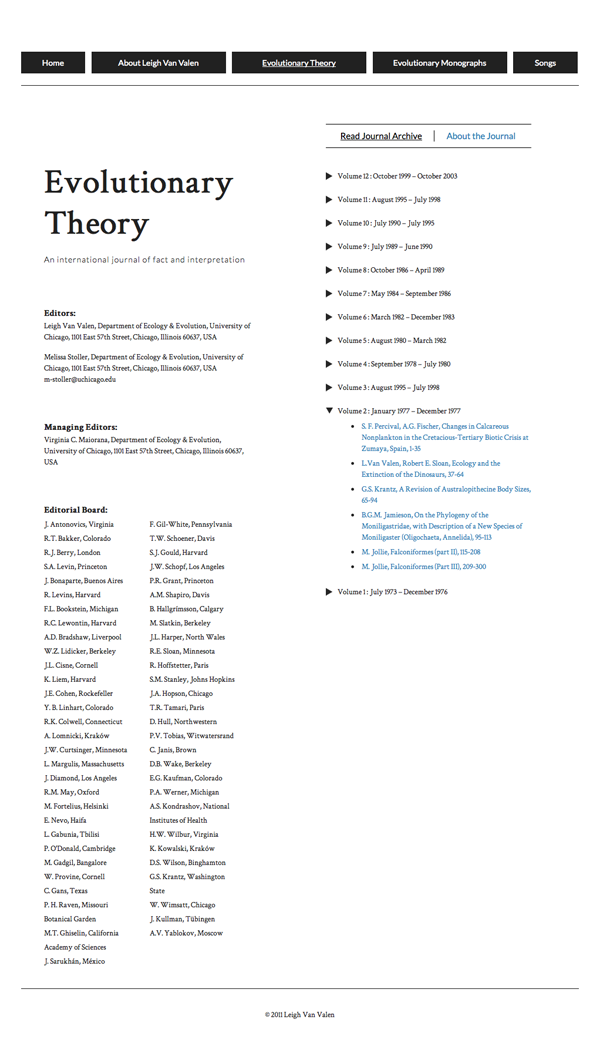 Home
About Leigh Van Valen
Evolutionary Theory
Evolutionary Monographs
Songs
Evolutionary
Theory
An international journal of fact and interpretation
Editors:
Leigh Van Valen, Department of Ecology & Evolution, University of
Chicago, 1101 East 57th Street, Chicago, Illinois 60637, USA
Melissa Stoller, Department of Ecology & Evolution, University of
Chicago, 1101 East 57th Street, Chicago, Illinois 60637, USA
m-stoller@uchicago.edu
Managing Editors:
Virginia C. Maiorana, Department of Ecology & Evolution,
University of Chicago, 1101 East 57th Street, Chicago, Illinois 60637,
USA
Editorial Board:
J. Antonovics, Virginia
R.T. Bakker, Colorado
R.J. Berry, London
S.A. Levin, Princeton
J. Bonaparte, Buenos Aires
R. Levins, Harvard
F.L. Bookstein, Michigan
R.C. Lewontin, Harvard
A.D. Bradshaw, Liverpool
W.Z. Lidicker, Berkeley
J.L. Cisne, Cornell
K. Liem, Harvard
J.E. Cohen, Rockefeller
Y. B. Linhart, Colorado
R.K. Colwell, Connecticut
A. Lomnicki, Kraków
J.W. Curtsinger, Minnesota
L. Margulis, Massachusetts
J. Diamond, Los Angeles
R.M. May, Oxford
M. Fortelius, Helsinki
E. Nevo, Haifa
L. Gabunia, Tbilisi
P. O'Donald, Cambridge
M. Gadgil, Bangalore
W. Provine, Cornell
C. Gans, Texas
P. H. Raven, Missouri
Botanical Garden
M.T. Ghiselin, California
Academy of Sciences
J. Sarukhán, México
F. Gil-White, Pennsylvania
T.W. Schoener, Davis
S.J. Gould, Harvard
J.W. Schopf, Los Angeles
P.R. Grant, Princeton
A.M. Shapiro, Davis
B. Hallgrímsson, Calgary
M. Slatkin, Berkeley
J.L. Harper, North Wales
R.E. Sloan, Minnesota
R. Hoffstetter, Paris
S.M. Stanley, Johns Hopkins
J.A. Hopson, Chicago
T.R. Tamari, Paris
D. Hull, Northwestern
P.V. Tobias, Witwatersrand
C. Janis, Brown
D.B. Wake, Berkeley
E.G. Kaufman, Colorado
P.A. Werner, Michigan
A.S. Kondrashov, National
Institutes of Health
H.W. Wilbur, Virginia
K. Kowalski, Kraków
D.S. Wilson, Binghamton
G.S. Krantz, Washington
State
W. Wimsatt, Chicago
J. Kullman, Tübingen
A.V. Yablokov, Moscow
Read Journal Archive
About the Journal
Volume 12 : October 1999 – October 2003
Volume 11 : August 1995 – July 1998
Volume 10 : July 1990 – July 1995
Volume 9 : July 1989 – June 1990
Volume 8 : October 1986 – April 1989
Volume 7 : May 1984 – September 1986
Volume 6 : March 1982 – December 1983
Volume 5 : August 1980 – March 1982
Volume 4 : September 1978 – July 1980
Volume 3 : August 1995 – July 1998
Volume 2 : January 1977 – December 1977
S. F. Percival, A.G. Fischer, Changes in Calcareous
Nonplankton in the Cretacious-Tertiary Biotic Crisis at
Zumaya, Spain, 1-35
L.Van Valen, Robert E. Sloan, Ecology and the
Extinction of the Dinosaurs, 37-64
G.S. Krantz, A Revision of Australopithecine Body Sizes,
65-94
B.G.M. Jamieson, On the Phylogeny of the
Moniligastridae, with Description of a New Species of
Moniligaster (Oligochaeta, Annelida), 95-113
M. Jollie, Falconiformes (part II), 115-208
M. Jollie, Falconiformes (Part III), 209-300
Volume 1 : July 1973 – December 1976
© 2011 Leigh Van Valen